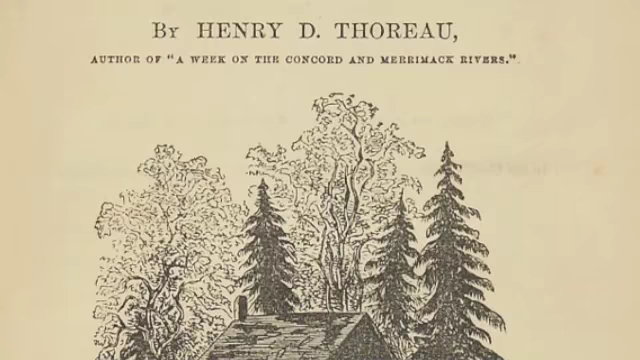 By HENRY D. THOREAU,
AUTHOR OF "A WEEK ON THE CONCORD AND MERRIMACK RIVERS."